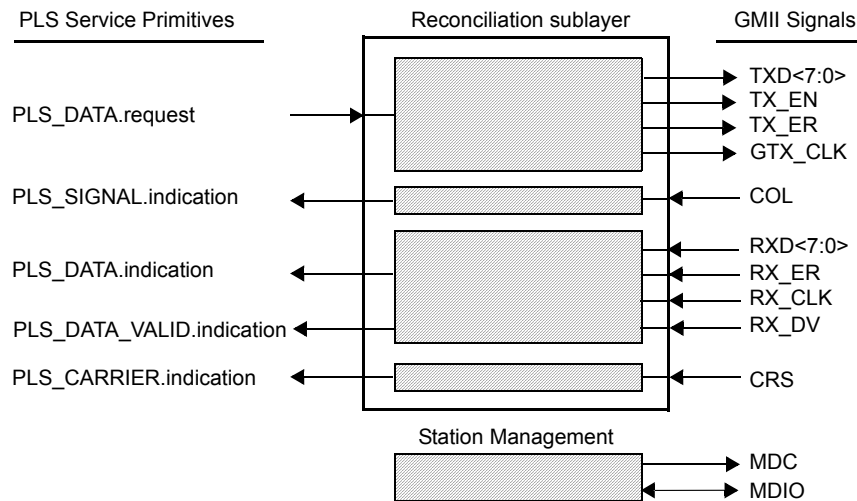 PLS Service Primitives
Reconciliation sublayer
GMII Signals
PLS_DATA.request
TXD<7:0>
TX_EN
TX_ER
GTX_CLK
PLS_SIGNAL.indication
COL
PLS_DATA.indication
PLS_DATA_VALID.indication
RXD<7:0>
RX_ER
RX_CLK
RX_DV
PLS_CARRIER.indication
CRS
Station Management
MDC
MDIO